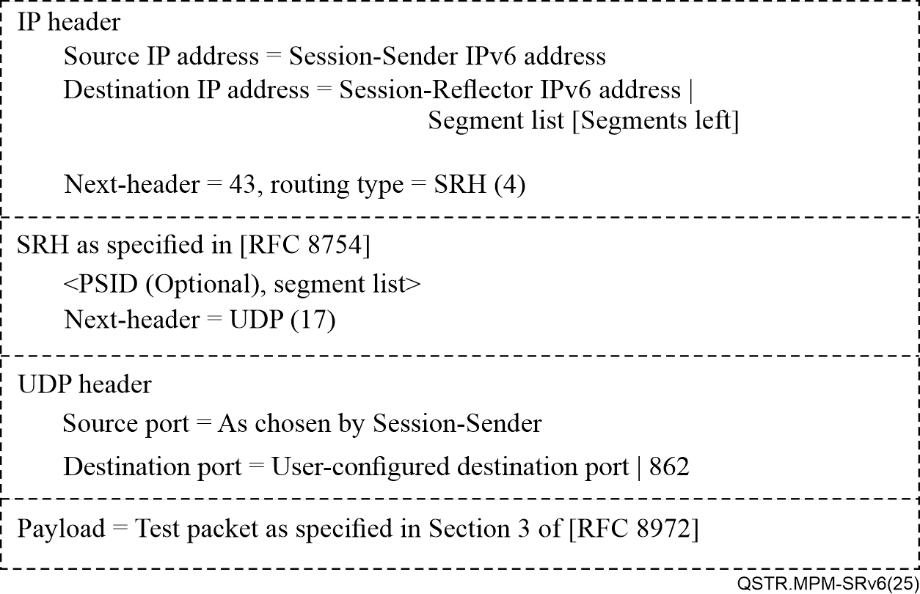 IP header
Source IP address = Session-Sender IPv6 address
Destination IP address = Session-Reflector IPv6 address |
Segment list [Segments left]
Next-header = 43, routing type = SRH (4)
SRH as specified in [RFC 8754]
<PSID (Optional), segment list>
Next-header = UDP (17)
UDP header
Source port = As chosen by Session-Sender
Destination port = User-configured destination port | 862
Payload = Test packet as specified in Section 3 of [RFC 8972]
QSTR.MPM-SRv6(25)